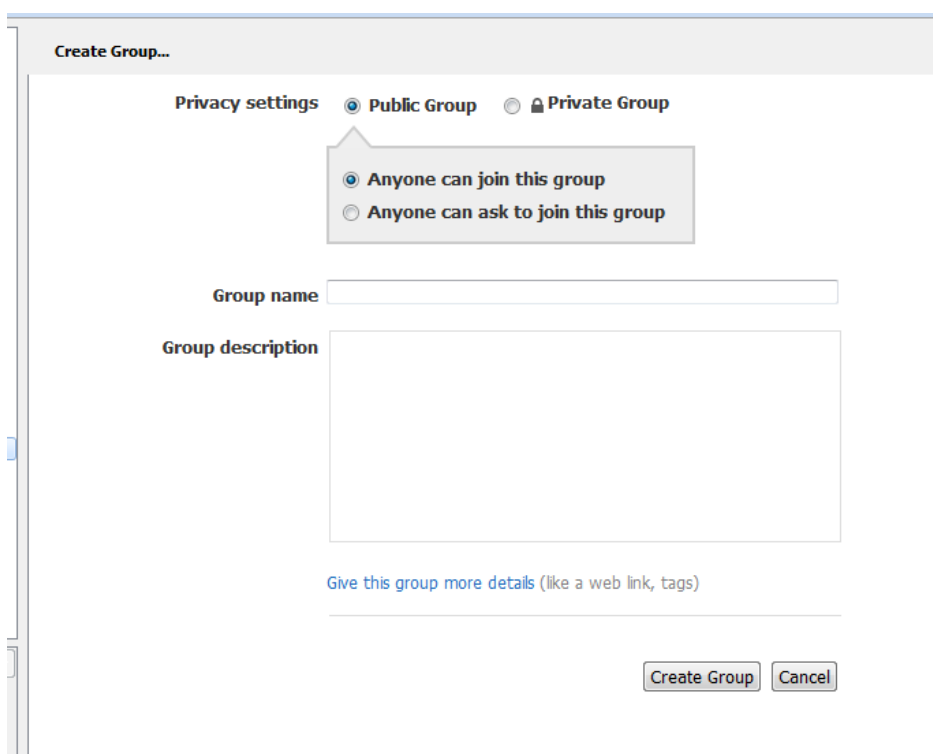 Create Group...
Privacy settings Public Group Private Group
Anyone can join this group
Anyone can ask to join this group
Group name
Group description
Give this group more details (like a web link, tags)
Create Group Cancel